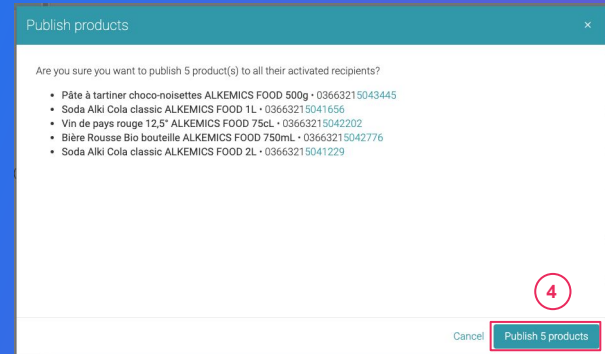 Publish products ×
Are you sure you want to publish 5 product(s) to all their activated recipients?
• Pâte à tartiner choco-noisettes ALKEMICS FOOD 500g • 03663215043445
• Soda Alki Cola classic ALKEMICS FOOD 1L • 03663215041656
• Vin de pays rouge 12,5° ALKEMICS FOOD 75cL • 03663215042202
• Bière Rousse Bio bouteille ALKEMICS FOOD 750mL • 03663215042776
• Soda Alki Cola classic ALKEMICS FOOD 2L • 03663215041229
4
Cancel Publish 5 products